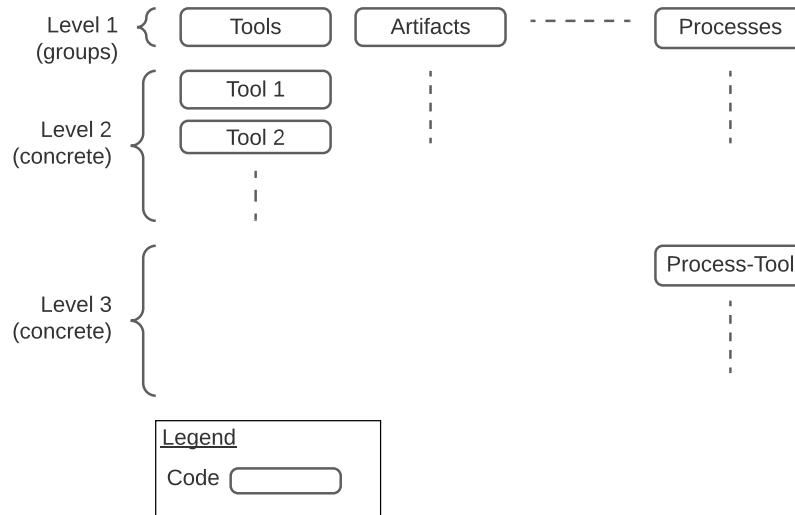 Level 1
(groups)
Tools
Artifacts
Processes
Level 2
(concrete)
Tool 1
Tool 2
Level 3
(concrete)
Process-Tool
Legend
Code